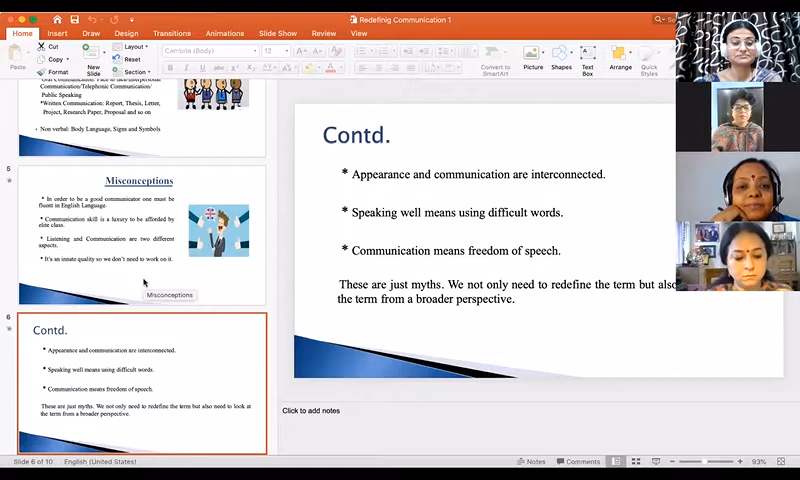 Redefinig Communication 1
Home Insert Draw Design Transitions Animations Slide Show Review View
Paste
Cut
Copy
Format
New Slide
Layout
Reset
Section
Cambria (Body) 12
Convert to SmartArt
Picture
Shapes
Text Box
Arrange
Quick Styles
Communication/Telephonic Communication/
Public Speaking
*Written Communication: Report, Thesis, Letter,
Project, Research Paper, Proposal and so on
Non verbal: Body Language, Signs and Symbols
5
Misconceptions
* In order to be a good communicator one must be
fluent in English Language.
* Communication skill is a luxury to be afforded by
elite class.
* Listening and Communication are two different
aspects.
* It's an innate quality so we don't need to work on it.
Misconceptions
6
Contd.
* Appearance and communication are interconnected.
* Speaking well means using difficult words.
* Communication means freedom of speech.
These are just myths. We not only need to redefine the term but also need to look at
the term from a broader perspective.
Contd.
* Appearance and communication are interconnected.
* Speaking well means using difficult words.
* Communication means freedom of speech.
These are just myths. We not only need to redefine the term but also
the term from a broader perspective.
Click to add notes
Slide 6 of 10 English (United States) Notes Comments 93%